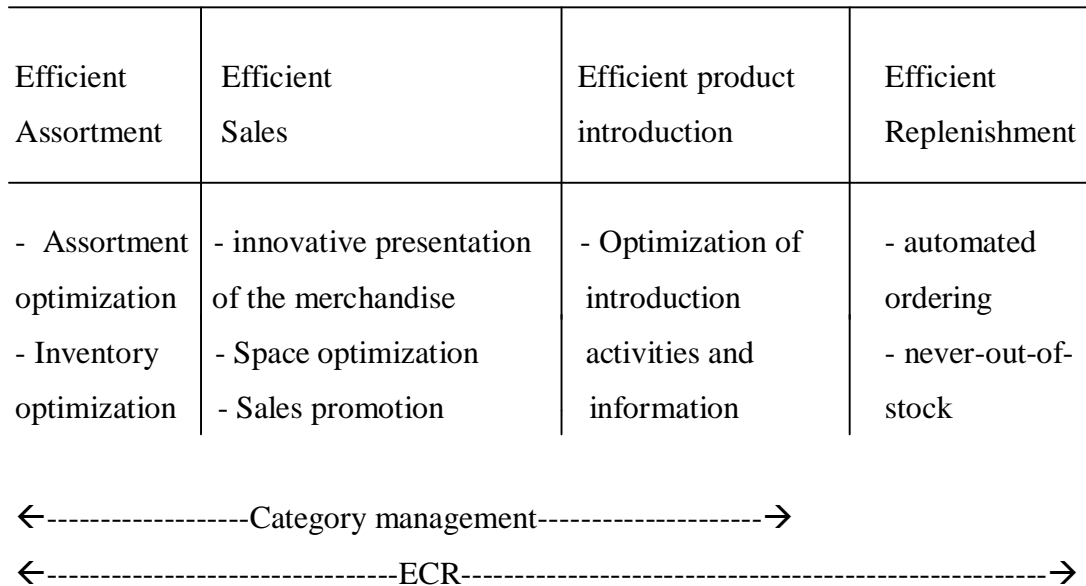 Efficient Assortment
Efficient Sales
Efficient product introduction
Efficient Replenishment
- Assortment optimization
- Inventory optimization
- innovative presentation of the merchandise
- Space optimization
- Sales promotion
- Optimization of introduction activities and information
- automated ordering
- never-out-of-stock
←-------------------Category management---------------------→
←---------------------------------ECR---------------------------------------------------------→